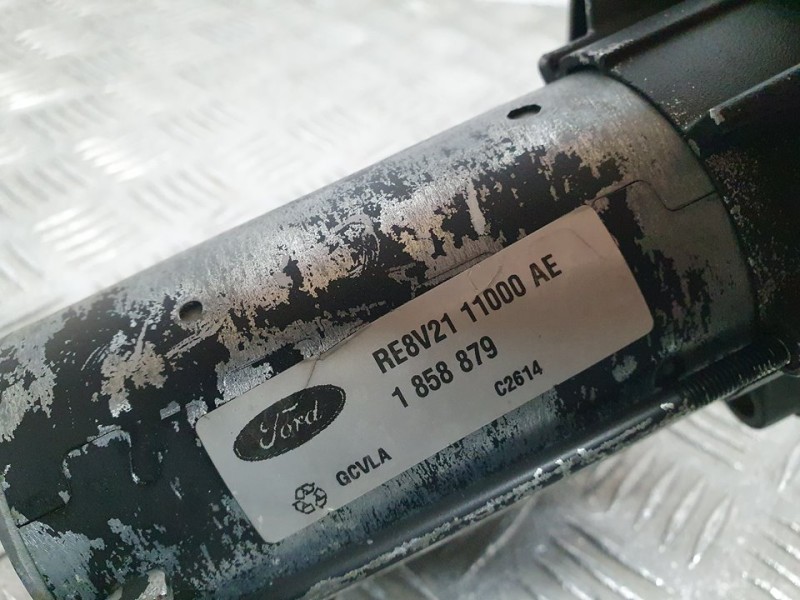 RE8V21 11000 AE
1 858 879
C2614
Ford
GCVLA